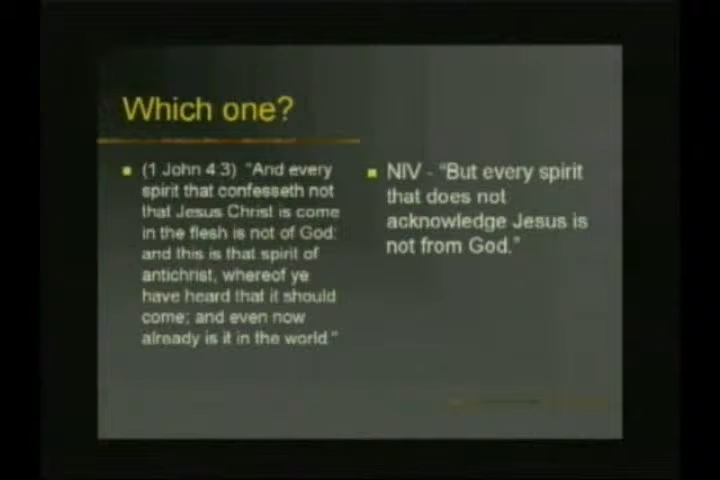 Which one?
(1 John 4:3) "And every
spirit that confesseth not
that Jesus Christ is come
in the flesh is not of God:
and this is that spirit of
antichrist, whereof ye
have heard that it should
come; and even now
already is it in the world."
NIV - "But every spirit
that does not
acknowledge Jesus is
not from God."